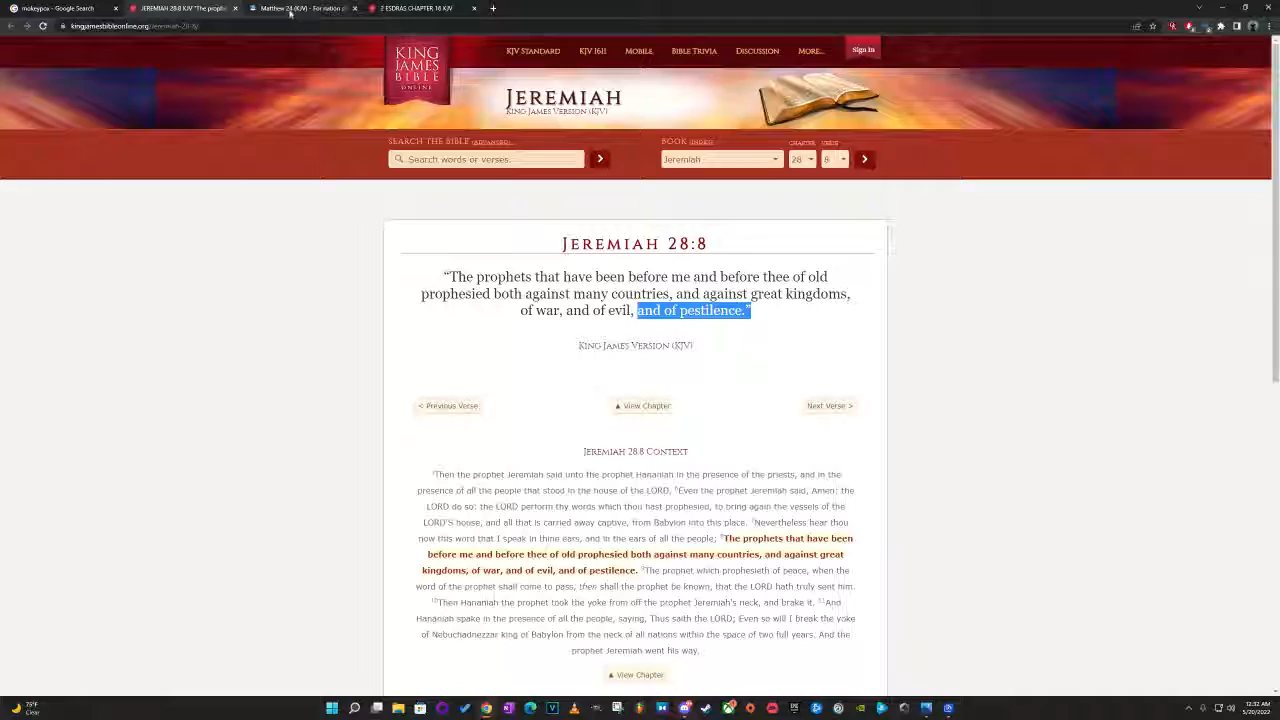 mokeypox - Google Search
JEREMIAH 28:8 KJV "The prophe
Matthew 24 (KJV) - For nation sh
2 ESDRAS CHAPTER 16 KJV
kingjamesbibleonline.org/Jeremiah-28-8/
KING JAMES BIBLE ONLINE
KJV STANDARD KJV 1611 MOBILE BIBLE TRIVIA DISCUSSION MORE... Sign In
JEREMIAH
KING JAMES VERSION (KJV)
SEARCH THE BIBLE (ADVANCED)... BOOK (INDEX) CHAPTER VERSE
Search words or verses. Jeremiah 28 8
JEREMIAH 28:8
“The prophets that have been before me and before thee of old
prophesied both against many countries, and against great kingdoms,
of war, and of evil, and of pestilence.”
KING JAMES VERSION (KJV)
< Previous Verse ▲ View Chapter Next Verse >
JEREMIAH 28:8 CONTEXT
5Then the prophet Jeremiah said unto the prophet Hananiah in the presence of the priests, and in the
presence of all the people that stood in the house of the LORD, 6Even the prophet Jeremiah said, Amen: the
LORD do so: the LORD perform thy words which thou hast prophesied, to bring again the vessels of the
LORD'S house, and all that is carried away captive, from Babylon into this place. 7Nevertheless hear thou
now this word that I speak in thine ears, and in the ears of all the people; 8The prophets that have been
before me and before thee of old prophesied both against many countries, and against great
kingdoms, of war, and of evil, and of pestilence. 9The prophet which prophesieth of peace, when the
word of the prophet shall come to pass, then shall the prophet be known, that the LORD hath truly sent him.
10Then Hananiah the prophet took the yoke from off the prophet Jeremiah's neck, and brake it. 11And
Hananiah spake in the presence of all the people, saying, Thus saith the LORD; Even so will I break the yoke
of Nebuchadnezzar king of Babylon from the neck of all nations within the space of two full years. And the
prophet Jeremiah went his way.
▲ View Chapter
75°F
Clear
12:32 AM
5/20/2022